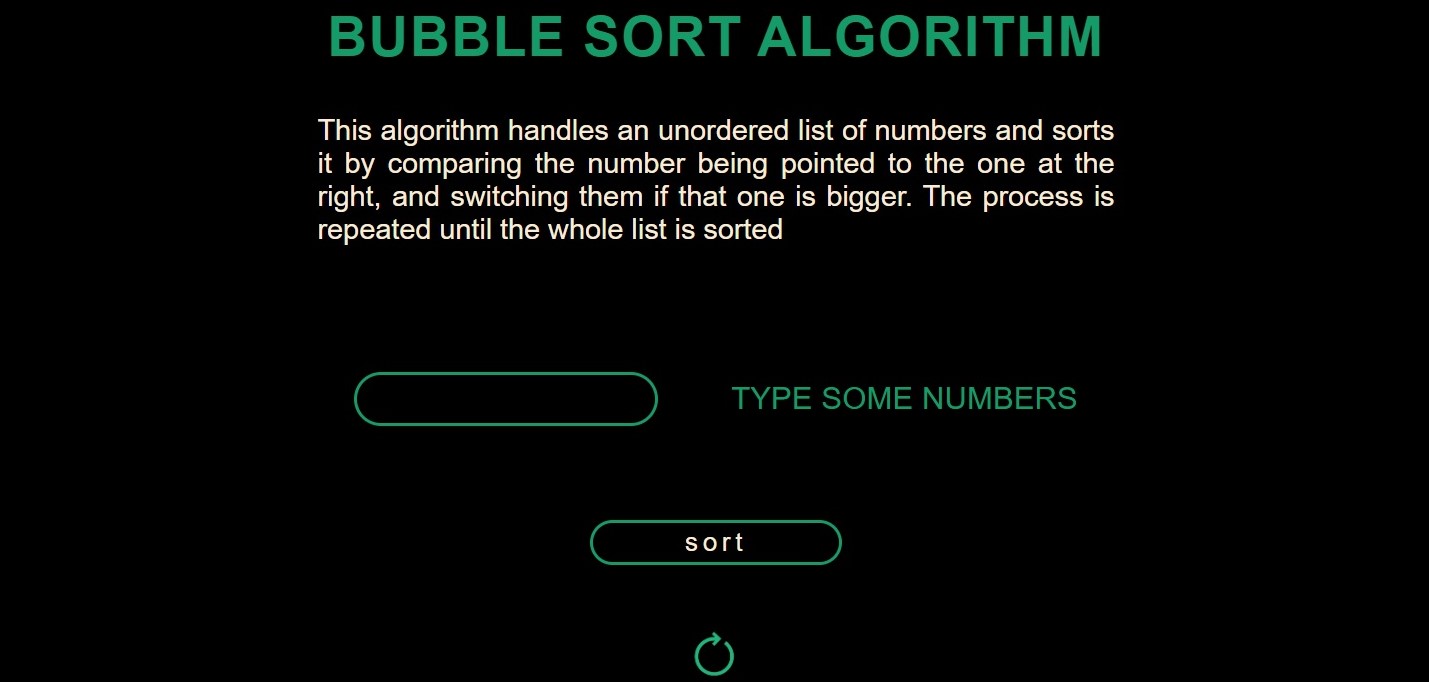 BUBBLE SORT ALGORITHM
This algorithm handles an unordered list of numbers and sorts
it by comparing the number being pointed to the one at the
right, and switching them if that one is bigger. The process is
repeated until the whole list is sorted
TYPE SOME NUMBERS
sort